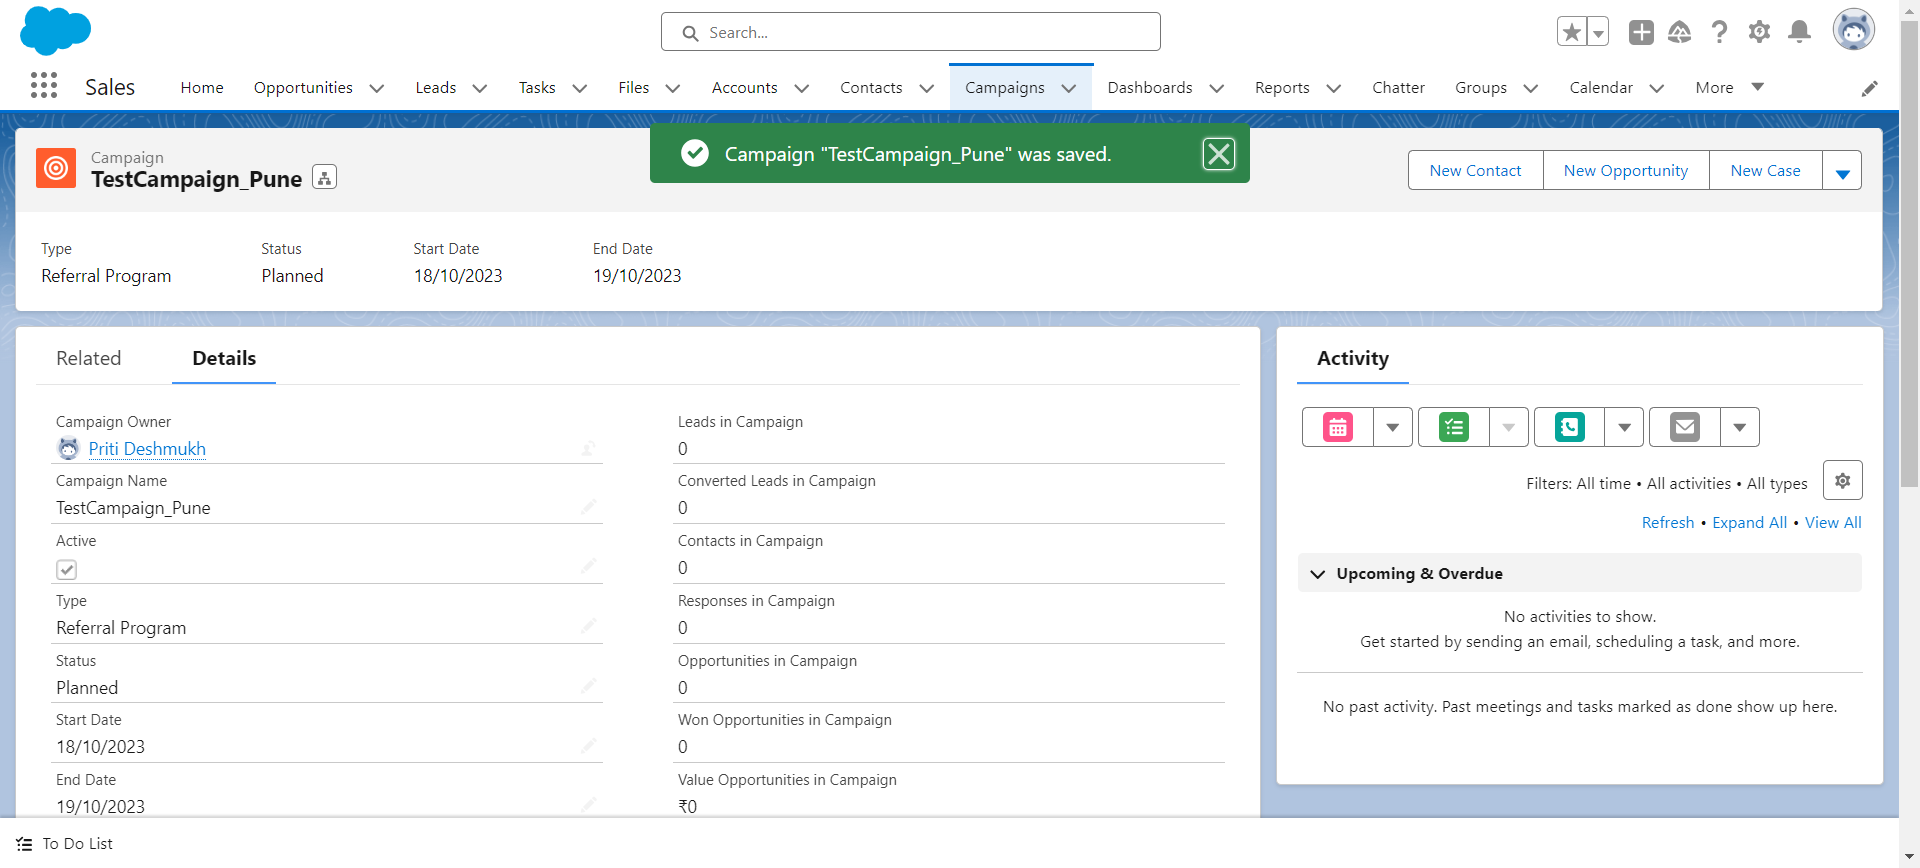 Search...
Sales
Home
Opportunities
Leads
Tasks
Files
Accounts
Contacts
Campaigns
Dashboards
Reports
Chatter
Groups
Calendar
More
Campaign
TestCampaign_Pune
Campaign "TestCampaign_Pune" was saved.
New Contact
New Opportunity
New Case
Type
Referral Program
Status
Planned
Start Date
18/10/2023
End Date
19/10/2023
Related
Details
Campaign Owner
Priti Deshmukh
Campaign Name
TestCampaign_Pune
Active
Type
Referral Program
Status
Planned
Start Date
18/10/2023
End Date
19/10/2023
Leads in Campaign
0
Converted Leads in Campaign
0
Contacts in Campaign
0
Responses in Campaign
0
Opportunities in Campaign
0
Won Opportunities in Campaign
0
Value Opportunities in Campaign
₹0
Activity
Filters: All time • All activities • All types
Refresh • Expand All • View All
Upcoming & Overdue
No activities to show.
Get started by sending an email, scheduling a task, and more.
No past activity. Past meetings and tasks marked as done show up here.
To Do List